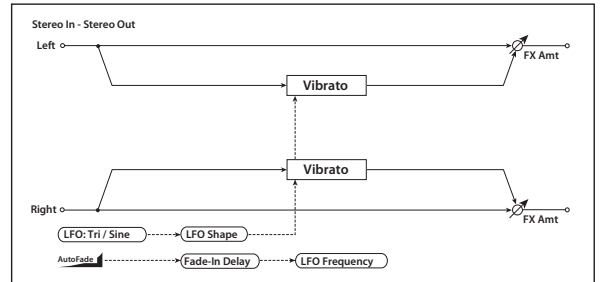 Stereo In - Stereo Out
Left
FX Amt
Vibrato
Vibrato
Right
FX Amt
LFO: Tri / Sine
LFO Shape
AutoFade
Fade-In Delay
LFO Frequency